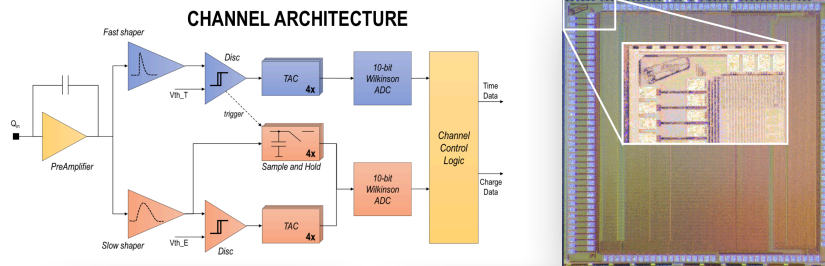 CHANNEL ARCHITECTURE
Fast shaper
Disc
TAC
4x
10-bit
Wilkinson
ADC
Vth_T
trigger
Time
Data
Qin
PreAmplifier
4x
Sample and Hold
Channel
Control
Logic
10-bit
Wilkinson
ADC
Charge
Data
Slow shaper
Vth_E
Disc
TAC
4x